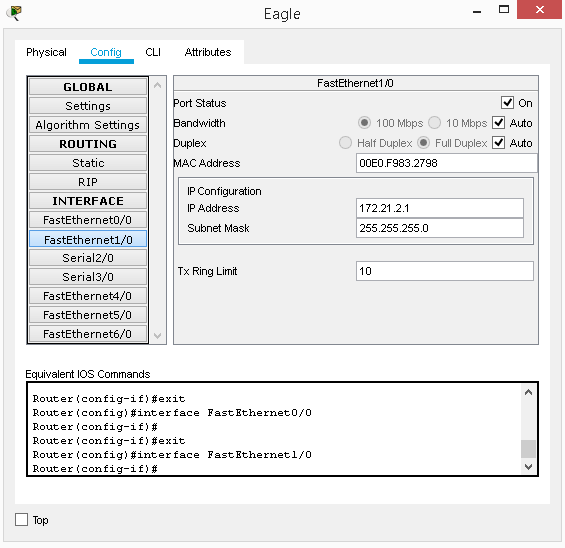 Eagle
Physical Config CLI Attributes
GLOBAL
Settings
Algorithm Settings
ROUTING
Static
RIP
INTERFACE
FastEthernet0/0
FastEthernet1/0
Serial2/0
Serial3/0
FastEthernet4/0
FastEthernet5/0
FastEthernet6/0
FastEthernet1/0
Port Status On
Bandwidth 100 Mbps 10 Mbps Auto
Duplex Half Duplex Full Duplex Auto
MAC Address 00E0.F983.2798
IP Configuration
IP Address 172.21.2.1
Subnet Mask 255.255.255.0
Tx Ring Limit 10
Equivalent IOS Commands
Router(config-if)#exit
Router(config)#interface FastEthernet0/0
Router(config-if)#
Router(config-if)#exit
Router(config)#interface FastEthernet1/0
Router(config-if)#
Top